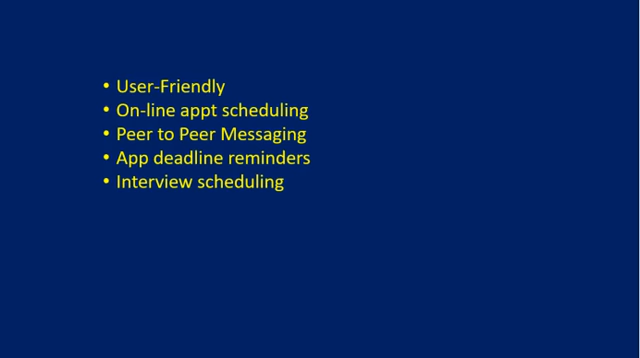 • User-Friendly
• On-line appt scheduling
• Peer to Peer Messaging
• App deadline reminders
• Interview scheduling